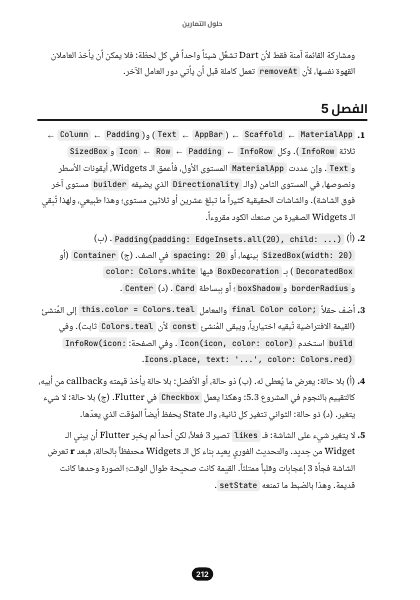 حلول التمارين
ومشاركة القائمة آمنة فقط لأن Dart تشغّل شيئاً واحداً في كل لحظة: فلا يمكن أن يأخذ العاملان
القهوة نفسها، لأن removeAt تعمل كاملة قبل أن يأتي دور العامل الآخر.
الفصل 5
1. MaterialApp ← Scaffold ← ( AppBar ← Text ) و( Padding ← Column ←
ثلاثة InfoRow ). وكل InfoRow ← Padding ← Row ← Icon و SizedBox
و Text . وإن عددت MaterialApp المستوى الأول، فأعمق الـ Widgets، أيقونات الأسطر
ونصوصها، في المستوى الثامن (والـ Directionality الذي يضيفه builder مستوى آخر
فوق الشاشة). والشاشات الحقيقية كثيراً ما تبلغ عشرين أو ثلاثين مستوى؛ وهذا طبيعي، ولهذا تُبقي
الـ Widgets الصغيرة من صنعك الكود مقروءاً.
2. (أ) Padding(padding: EdgeInsets.all(20), child: ...) . (ب)
SizedBox(width: 20) بينهما، أو spacing: 20 في الصف. (ج) Container (أو
DecoratedBox ) بـ BoxDecoration فيها color: Colors.white
و borderRadius و boxShadow ؛ أو ببساطة Card . (د) Center .
3. أضف حقلاً final Color color; والمعامل this.color = Colors.teal إلى المُنشئ
(القيمة الافتراضية تُبقيه اختيارياً، ويبقى المُنشئ const لأن Colors.teal ثابت). وفي
build استخدم Icon(icon, color: color) . وفي الصفحة: InfoRow(icon:
Icons.place, text: '...', color: Colors.red).
4. (أ) بلا حالة: يعرض ما يُعطى له. (ب) ذو حالة، أو الأفضل: بلا حالة يأخذ قيمته وcallback من أبيه،
كالتقييم بالنجوم في المشروع 5.3؛ وهكذا يعمل Checkbox في Flutter. (ج) بلا حالة: لا شيء
يتغير. (د) ذو حالة: الثواني تتغير كل ثانية، والـ State يحفظ أيضاً المؤقت الذي يعدّها.
5. لا يتغير شيء على الشاشة: فـ likes تصير 3 فعلاً، لكن أحداً لم يخبر Flutter أن يبني الـ
Widget من جديد. والتحديث الفوري يعيد بناء كل الـ Widgets محتفظاً بالحالة، فبعد r تعرض
الشاشة فجأة 3 إعجابات وقلباً ممتلئاً. القيمة كانت صحيحة طوال الوقت؛ الصورة وحدها كانت
قديمة. وهذا بالضبط ما تمنعه setState .
212